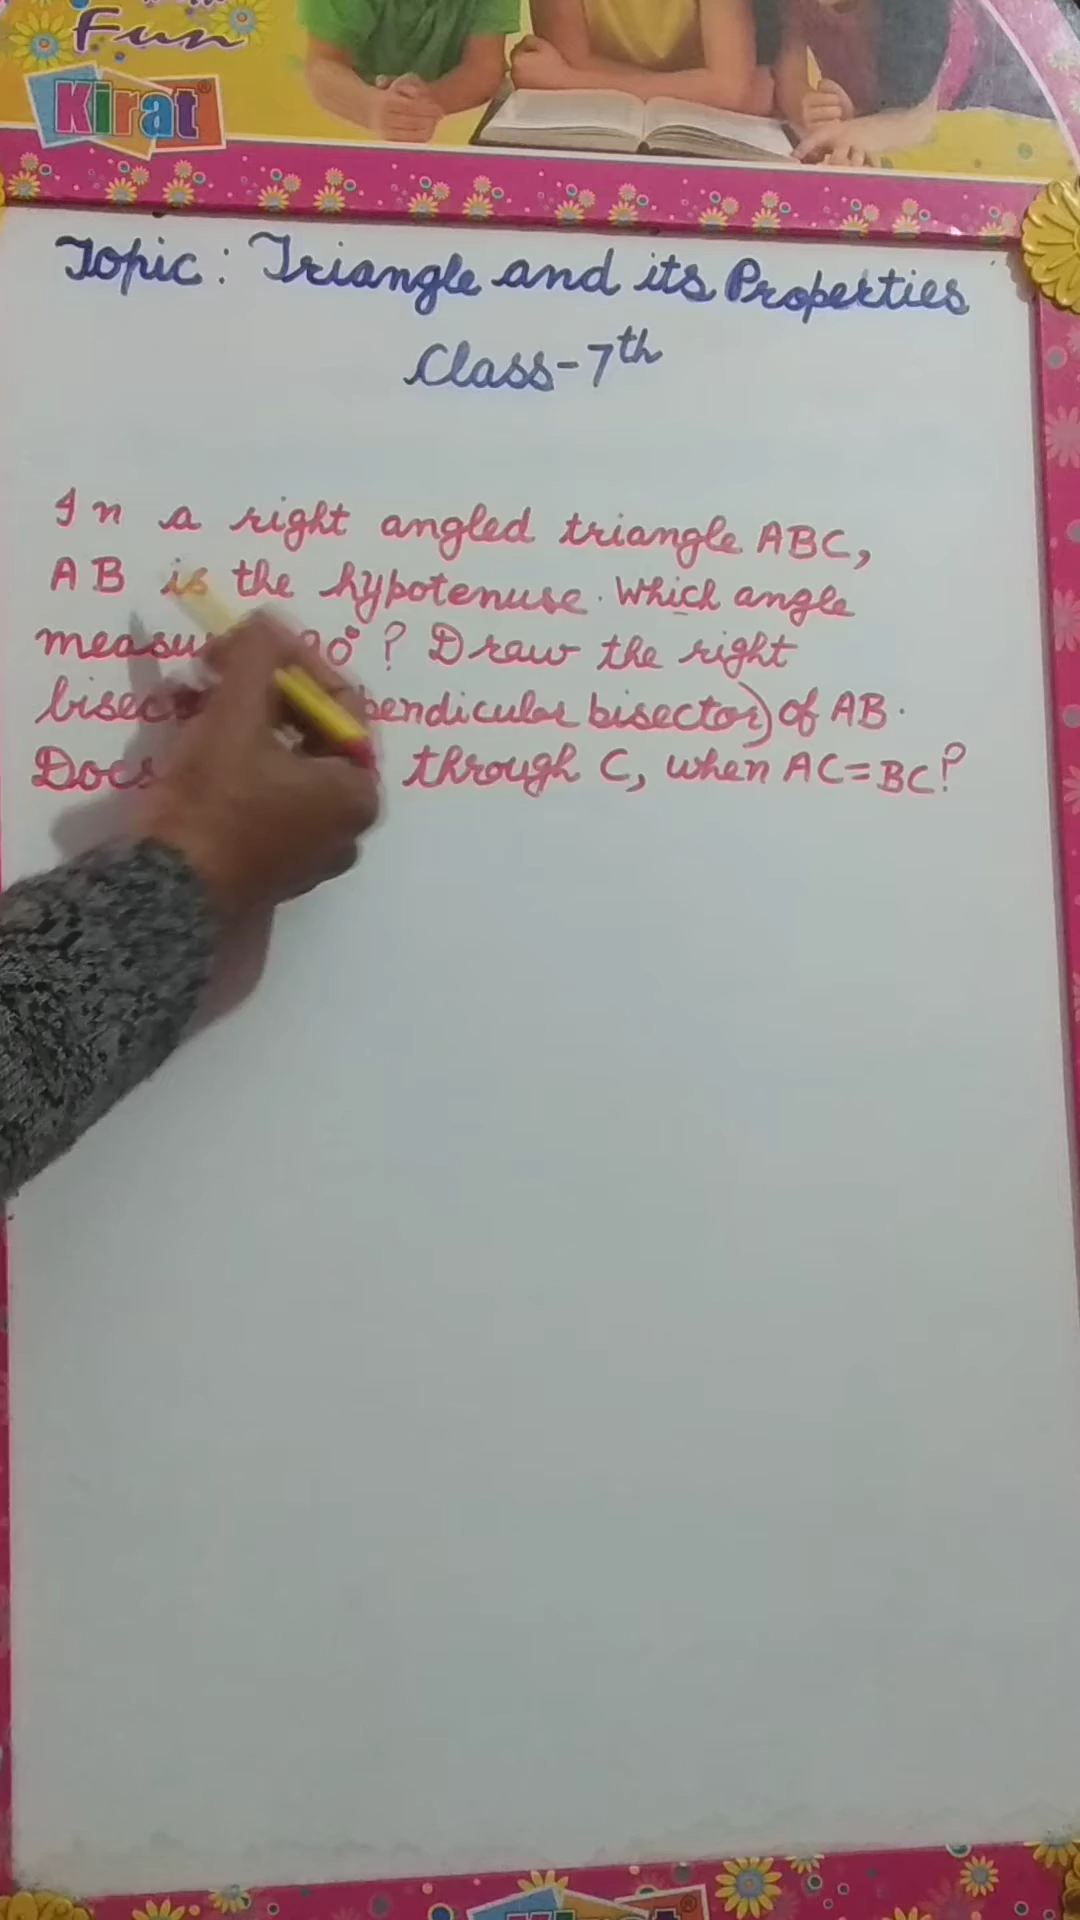 Fun
Kirat
Topic: Triangle and its Properties
Class-7th
In a right angled triangle ABC,
AB is the hypotenuse. Which angle
measu 90°? Draw the right
bisec pendicular bisector) of AB.
Does through C, when AC=BC?